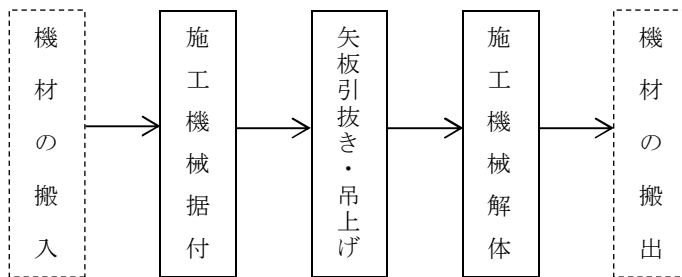 機材の搬入
施工機械据付
矢板引抜き・吊上げ
施工機械解体
機材の搬出